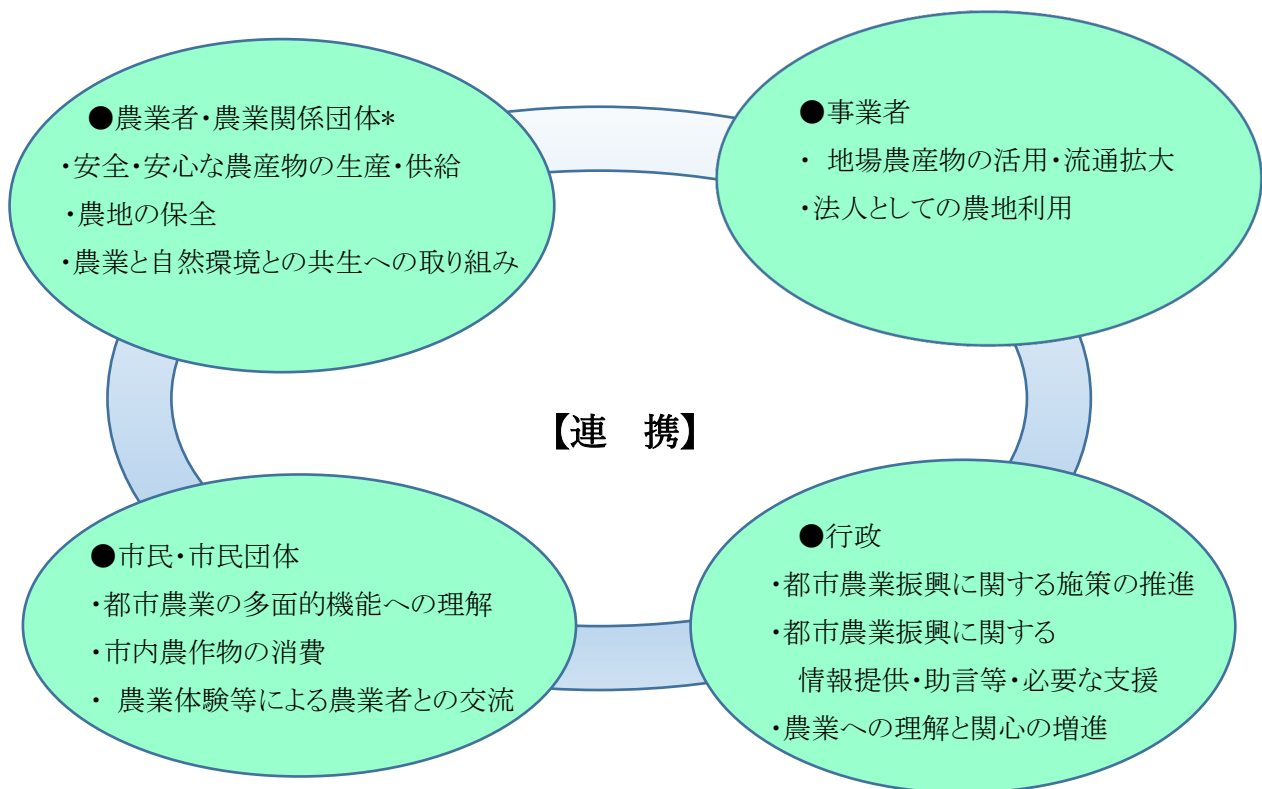 ●農業者・農業関係団体*
・安全・安心な農産物の生産・供給
・農地の保全
・農業と自然環境との共生への取り組み
●事業者
・ 地場農産物の活用・流通拡大
・法人としての農地利用
【連　携】
●市民・市民団体
・都市農業の多面的機能への理解
・市内農作物の消費
・ 農業体験等による農業者との交流
●行政
・都市農業振興に関する施策の推進
・都市農業振興に関する
情報提供・助言等・必要な支援
・農業への理解と関心の増進